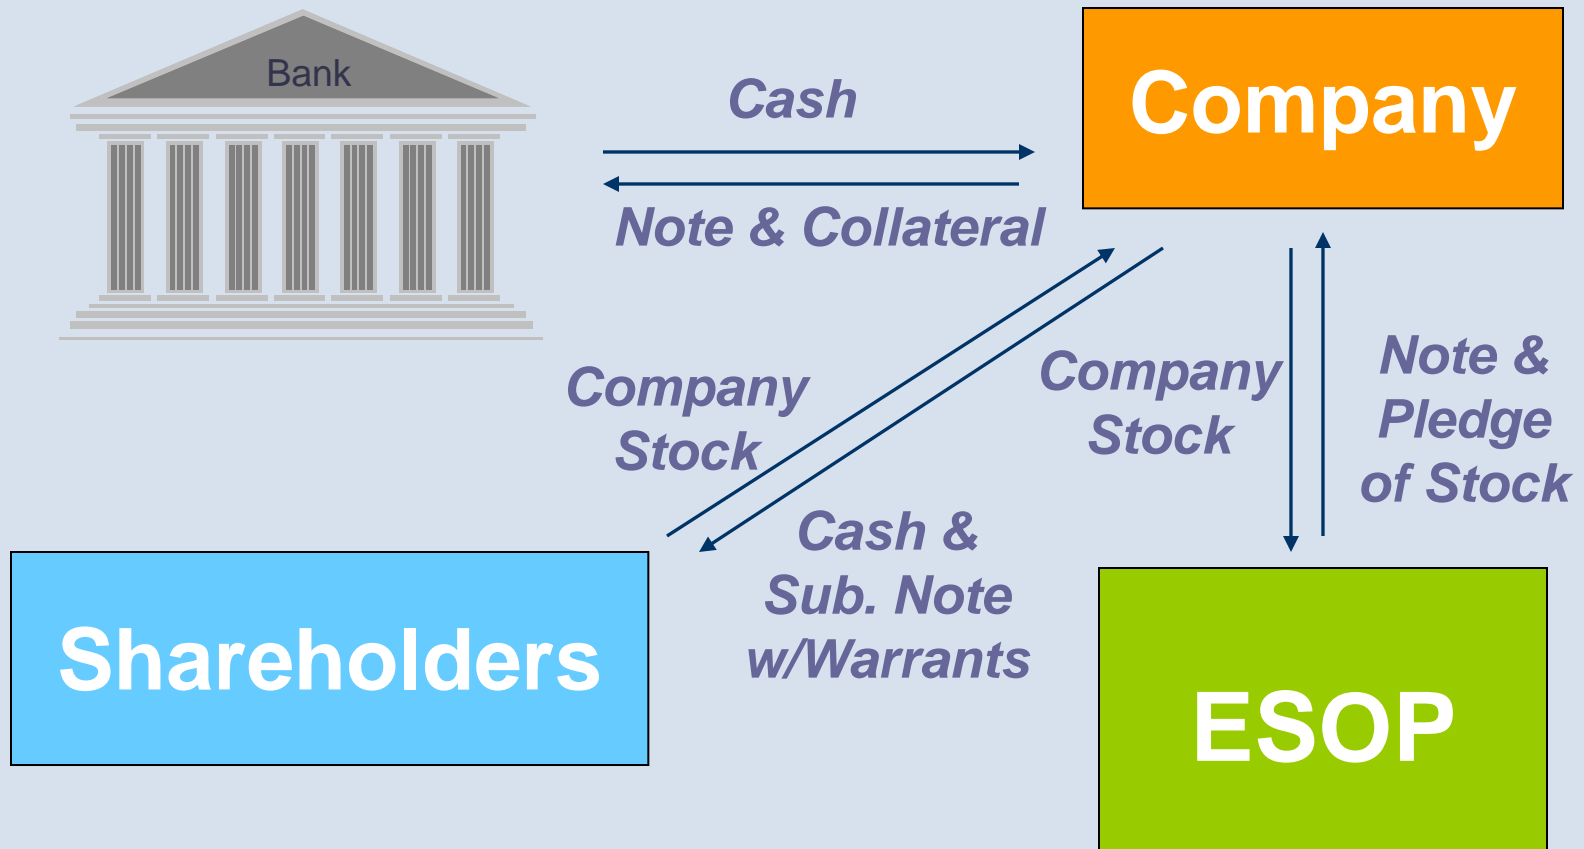 Bank
Cash
Company
Note & Collateral
Company
Stock
Company
Stock
Note &
Pledge
of Stock
Cash &
Sub. Note
w/Warrants
Shareholders
ESOP